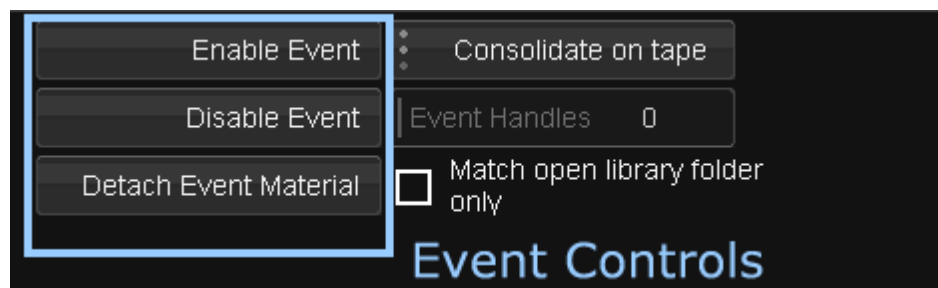 Enable Event
Consolidate on tape
Disable Event
Event Handles 0
Detach Event Material
Match open library folder
only
Event Controls